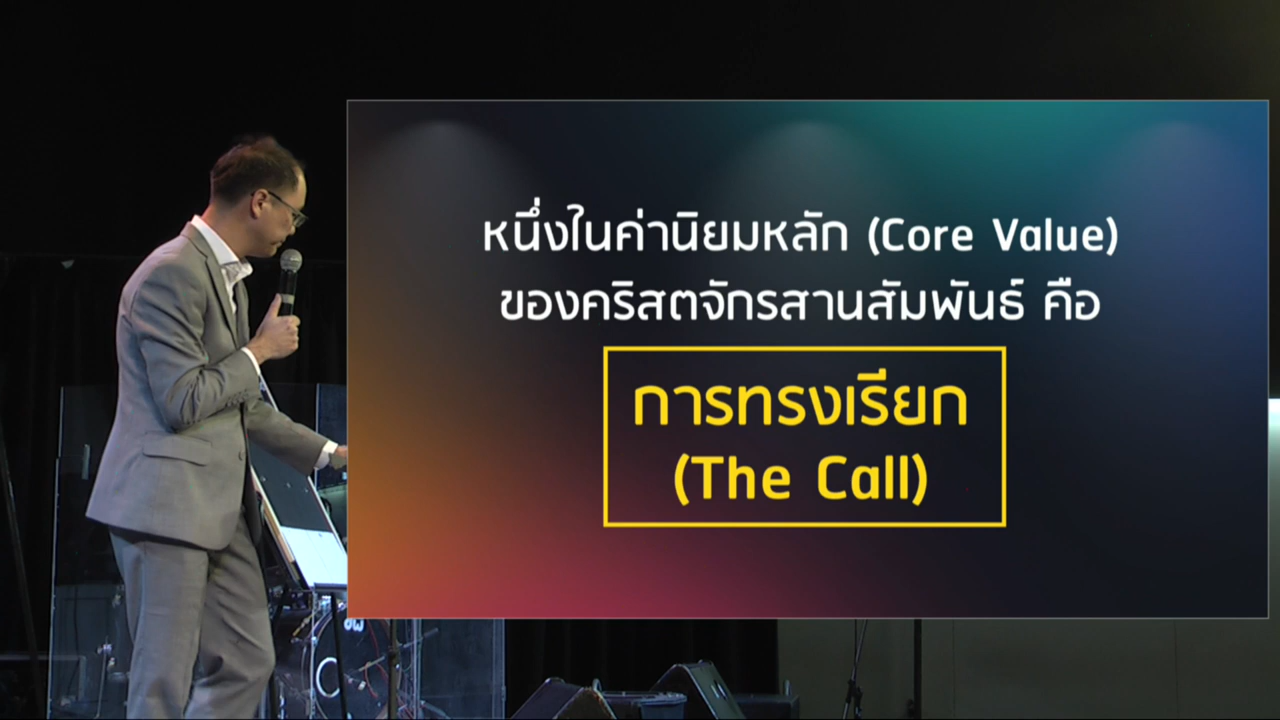 หนึ่งในค่านิยมหลัก (Core Value)
ของคริสตจักรสานสัมพันธ์ คือ
การทรงเรียก
(The Call)